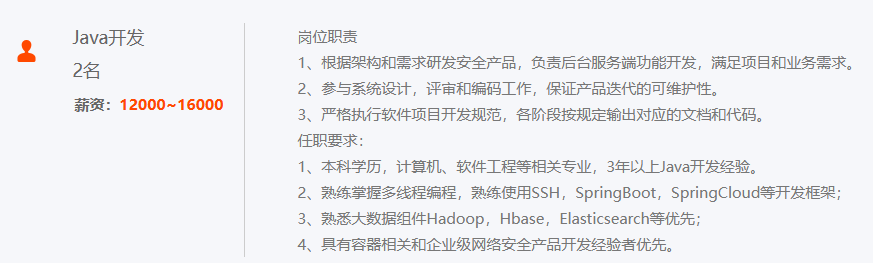 Java开发
2名
薪资：12000~16000
岗位职责
1、根据架构和需求研发安全产品，负责后台服务端功能开发，满足项目和业务需求。
2、参与系统设计，评审和编码工作，保证产品迭代的可维护性。
3、严格执行软件项目开发规范，各阶段按规定输出对应的文档和代码。
任职要求：
1、本科学历，计算机、软件工程等相关专业，3年以上Java开发经验。
2、熟练掌握多线程编程，熟练使用SSH，SpringBoot，SpringCloud等开发框架；
3、熟悉大数据组件Hadoop，Hbase，Elasticsearch等优先；
4、具有容器相关和企业级网络安全产品开发经验者优先。